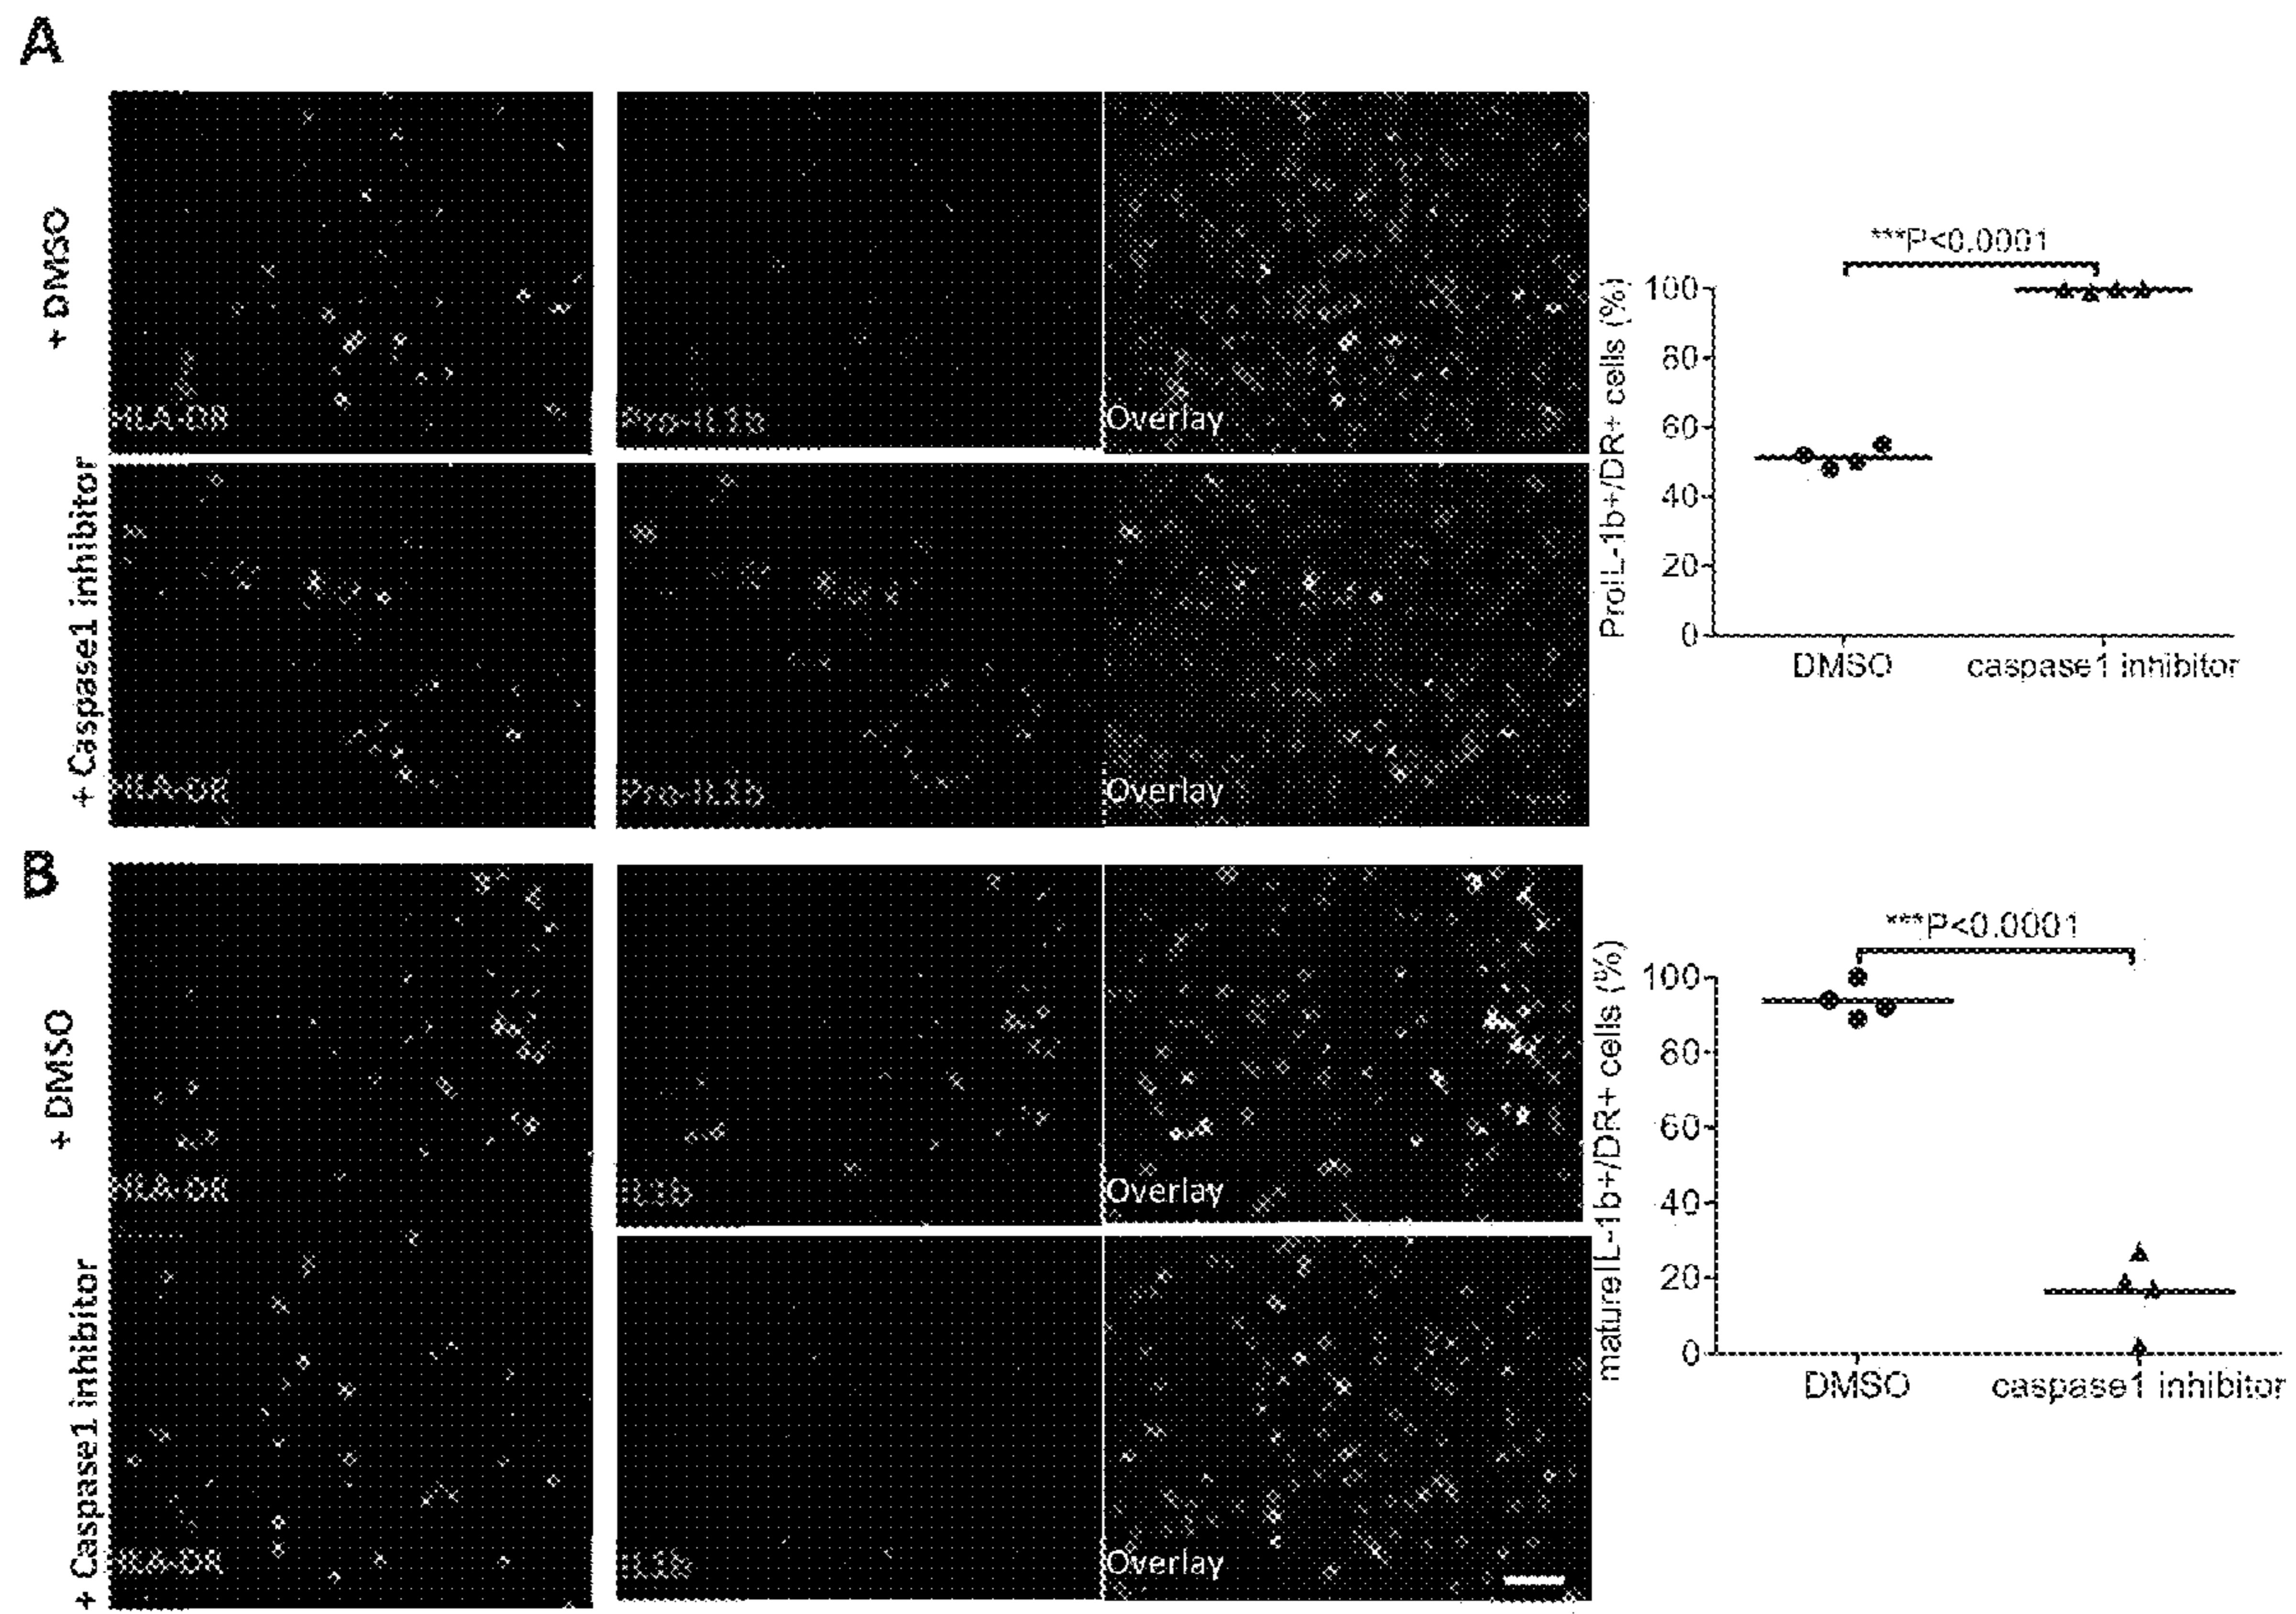 A
+ DMSO
HLA-DR
Pro-IL1b
Overlay
+ Caspase1 inhibitor
HLA-DR
Pro-IL1b
Overlay
***P<0.0001
ProIL-1b+/DR+ cells (%)
100
80
60
40
20
0
DMSO
caspase1 inhibitor
B
+ DMSO
HLA-DR
IL1b
Overlay
+ Caspase1 inhibitor
HLA-DR
IL1b
Overlay
***P<0.0001
matureIL-1b+/DR+ cells (%)
100
80
60
40
20
0
DMSO
caspase1 inhibitor